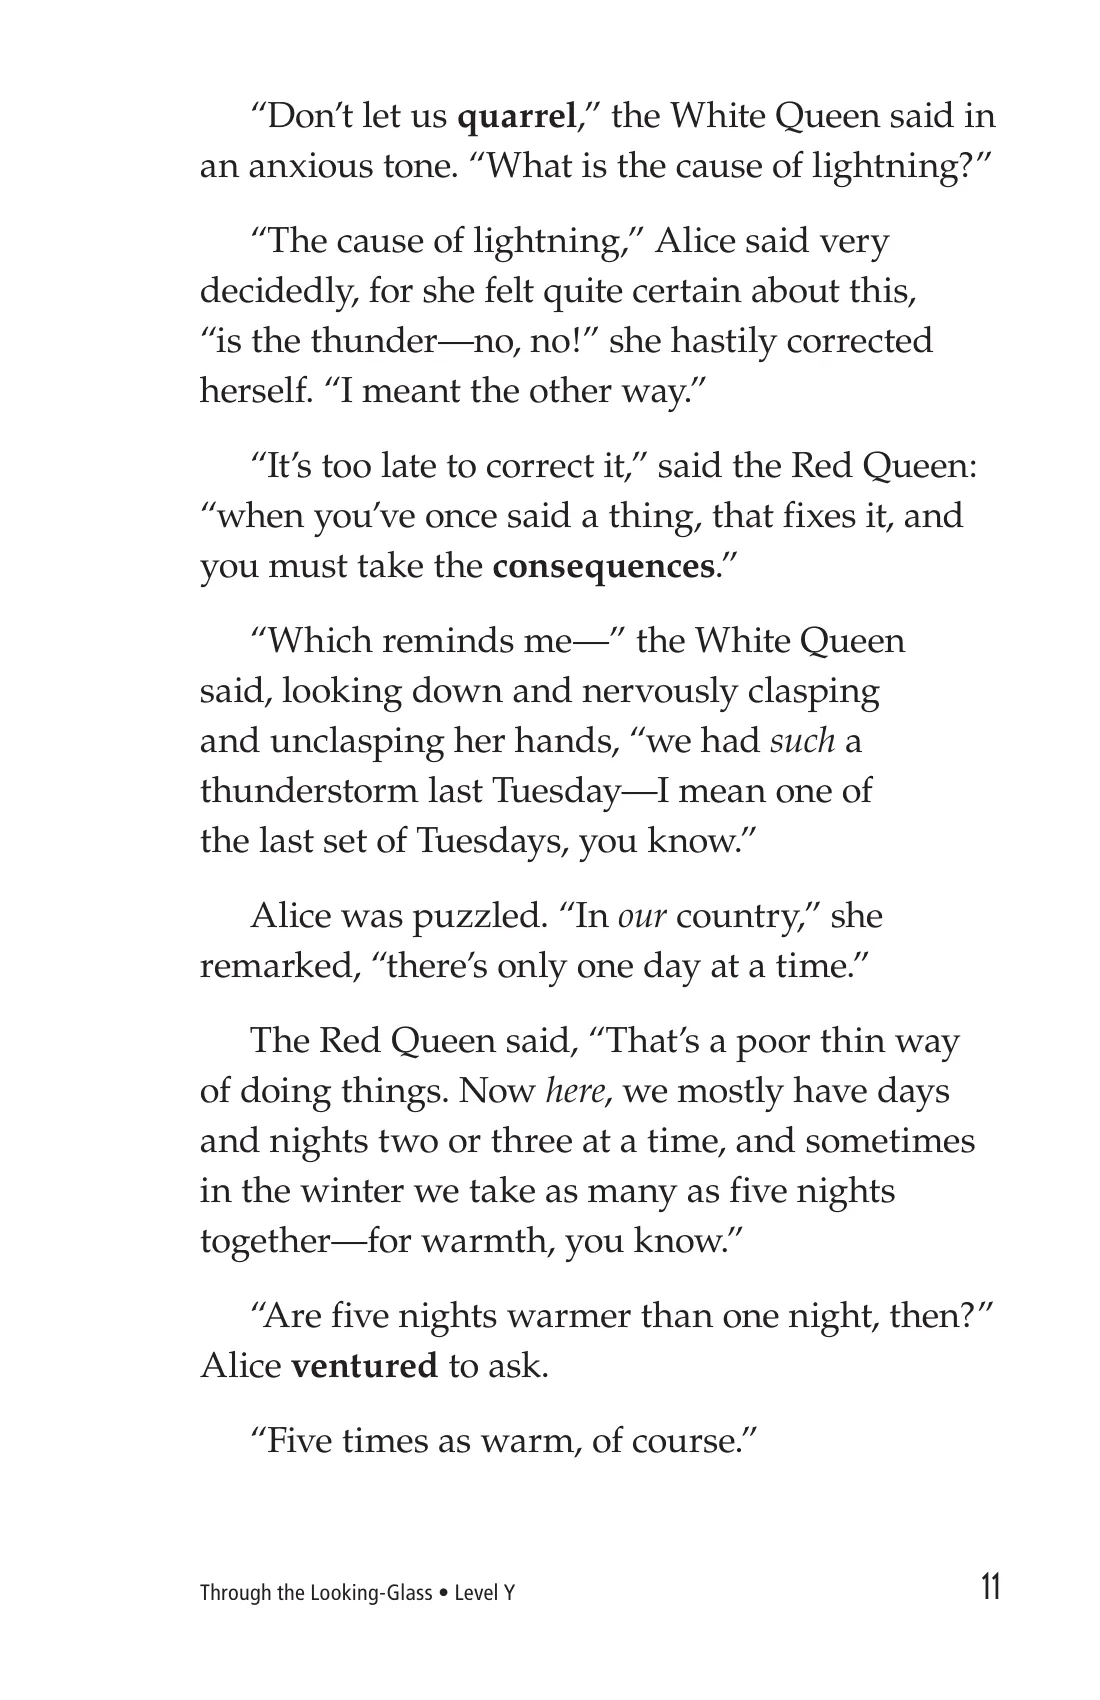 “Don’t let us quarrel,” the White Queen said in
an anxious tone. “What is the cause of lightning?”
“The cause of lightning,” Alice said very
decidedly, for she felt quite certain about this,
“is the thunder—no, no!” she hastily corrected
herself. “I meant the other way.”
“It’s too late to correct it,” said the Red Queen:
“when you’ve once said a thing, that fixes it, and
you must take the consequences.”
“Which reminds me—” the White Queen
said, looking down and nervously clasping
and unclasping her hands, “we had such a
thunderstorm last Tuesday—I mean one of
the last set of Tuesdays, you know.”
Alice was puzzled. “In our country,” she
remarked, “there’s only one day at a time.”
The Red Queen said, “That’s a poor thin way
of doing things. Now here, we mostly have days
and nights two or three at a time, and sometimes
in the winter we take as many as five nights
together—for warmth, you know.”
“Are five nights warmer than one night, then?”
Alice ventured to ask.
“Five times as warm, of course.”
Through the Looking-Glass • Level Y
11